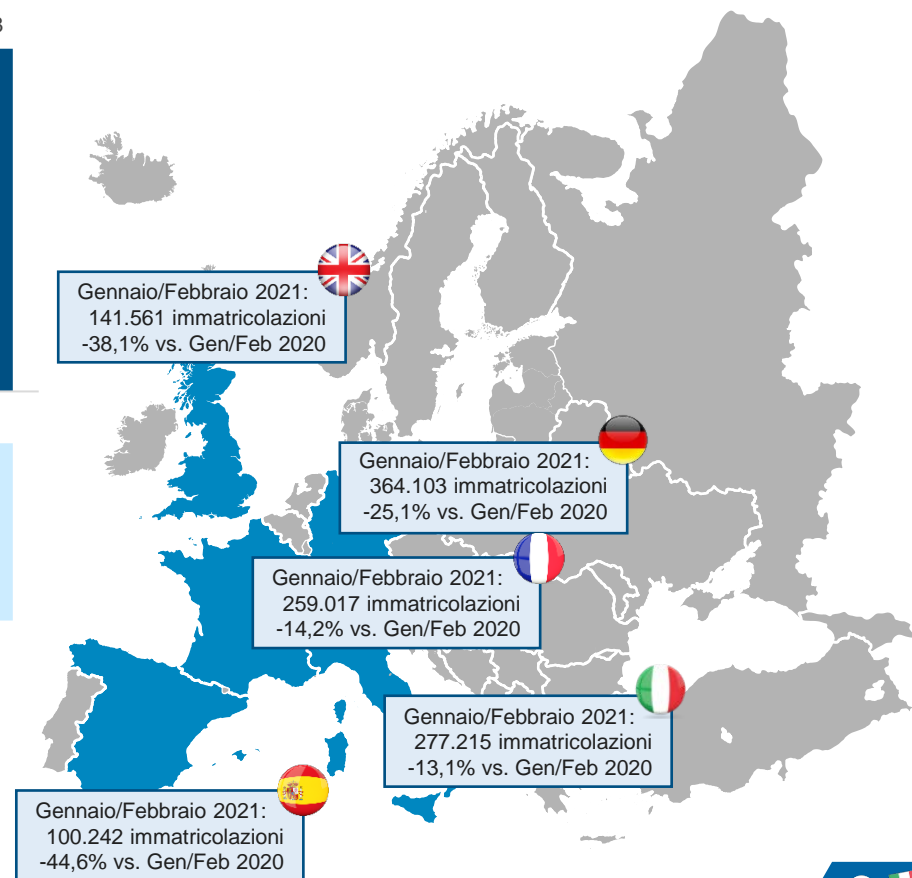 Gennaio/Febbraio 2021:
141.561 immatricolazioni
-38,1% vs. Gen/Feb 2020
Gennaio/Febbraio 2021:
364.103 immatricolazioni
-25,1% vs. Gen/Feb 2020
Gennaio/Febbraio 2021:
259.017 immatricolazioni
-14,2% vs. Gen/Feb 2020
Gennaio/Febbraio 2021:
277.215 immatricolazioni
-13,1% vs. Gen/Feb 2020
Gennaio/Febbraio 2021:
100.242 immatricolazioni
-44,6% vs. Gen/Feb 2020